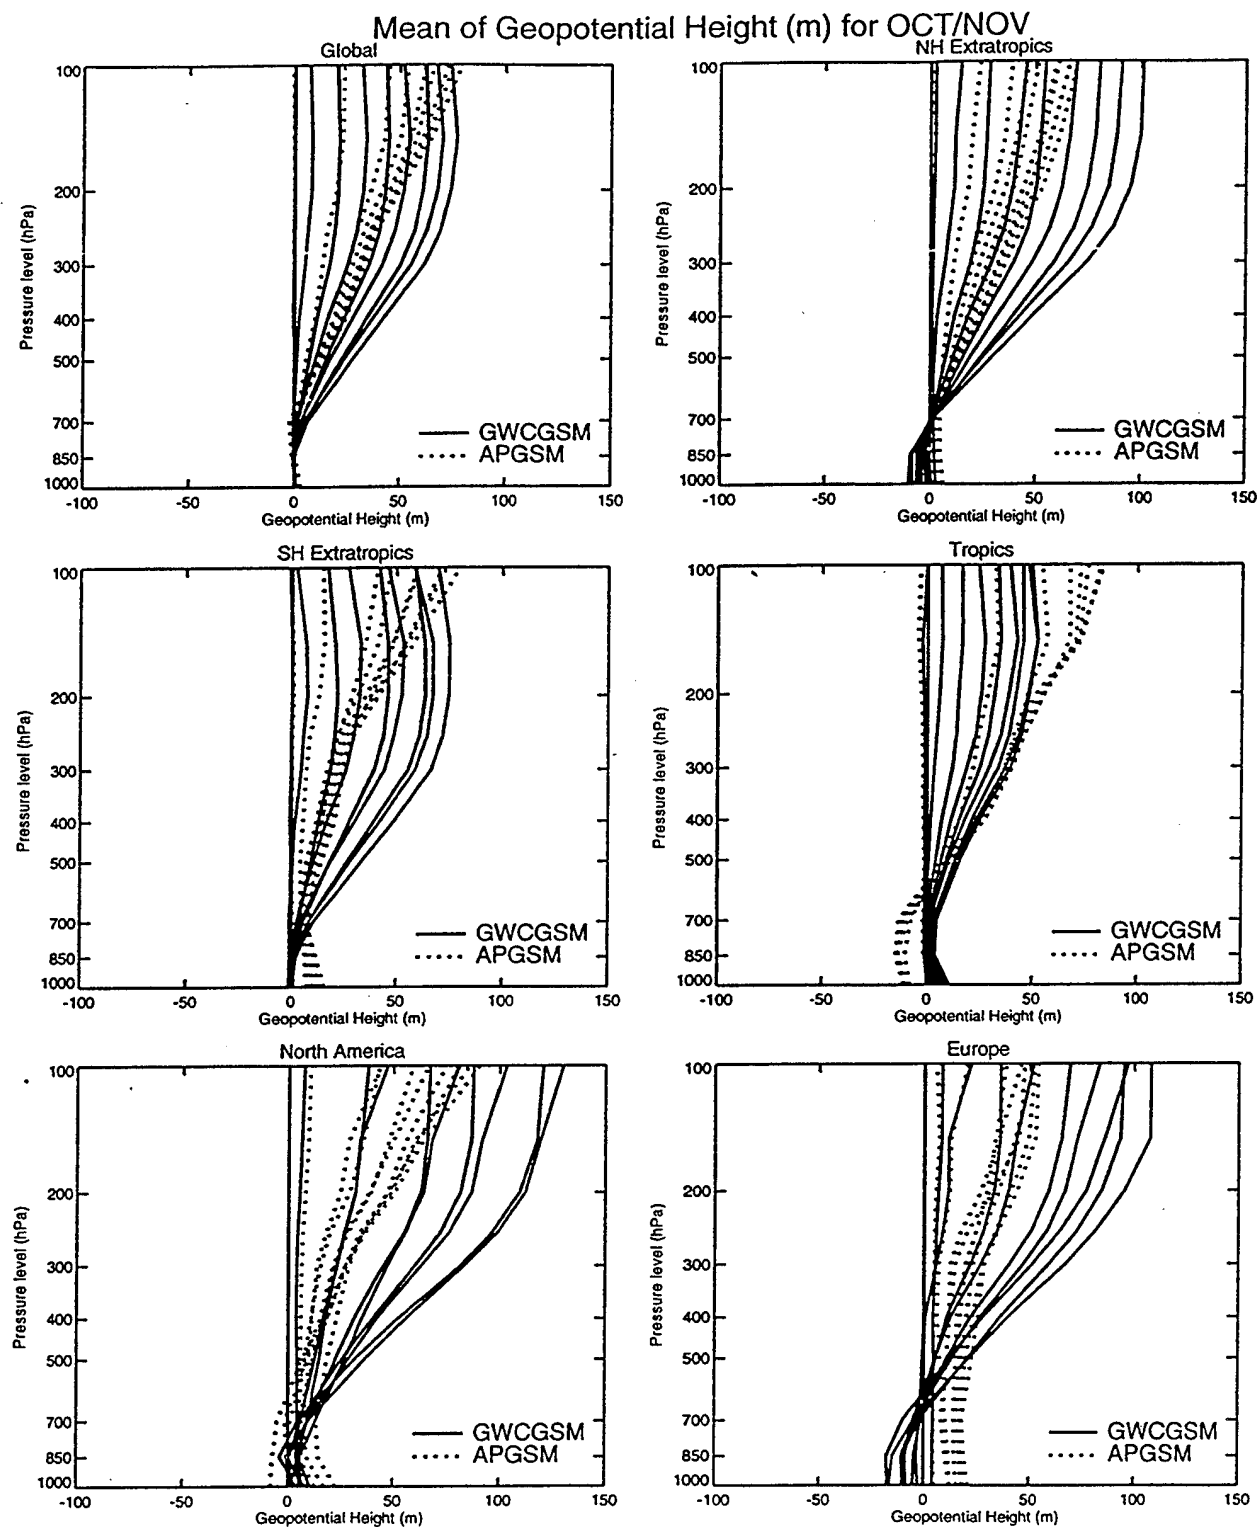 Mean of Geopotential Height (m) for OCT/NOV
Global
Pressure level (hPa)
100
200
300
400
500
700
850
1000
-100 -50 0 50 100 150
Geopotential Height (m)
GWCGSM
APGSM
NH Extratropics
Pressure level (hPa)
100
200
300
400
500
700
850
1000
-100 -50 0 50 100 150
Geopotential Height (m)
GWCGSM
APGSM
SH Extratropics
Pressure level (hPa)
100
200
300
400
500
700
850
1000
-100 -50 0 50 100 150
Geopotential Height (m)
GWCGSM
APGSM
Tropics
Pressure level (hPa)
100
200
300
400
500
700
850
1000
-100 -50 0 50 100 150
Geopotential Height (m)
GWCGSM
APGSM
North America
Pressure level (hPa)
100
200
300
400
500
700
850
1000
-100 -50 0 50 100 150
Geopotential Height (m)
GWCGSM
APGSM
Europe
Pressure level (hPa)
100
200
300
400
500
700
850
1000
-100 -50 0 50 100 150
Geopotential Height (m)
GWCGSM
APGSM